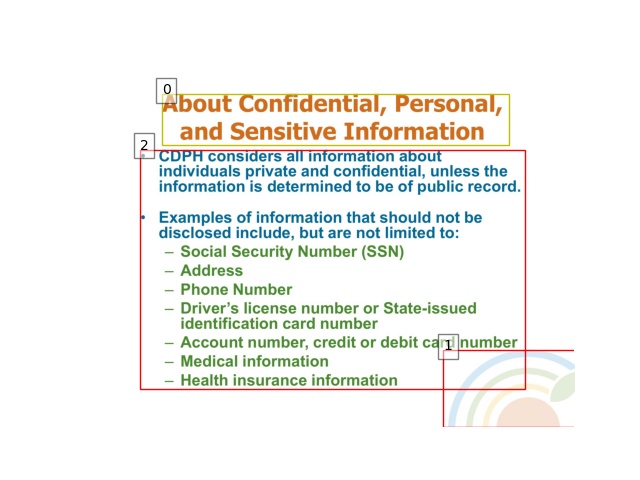 0
About Confidential, Personal,
and Sensitive Information
2
• CDPH considers all information about
individuals private and confidential, unless the
information is determined to be of public record.
• Examples of information that should not be
disclosed include, but are not limited to:
– Social Security Number (SSN)
– Address
– Phone Number
– Driver’s license number or State-issued
identification card number
– Account number, credit or debit card number
1
– Medical information
– Health insurance information